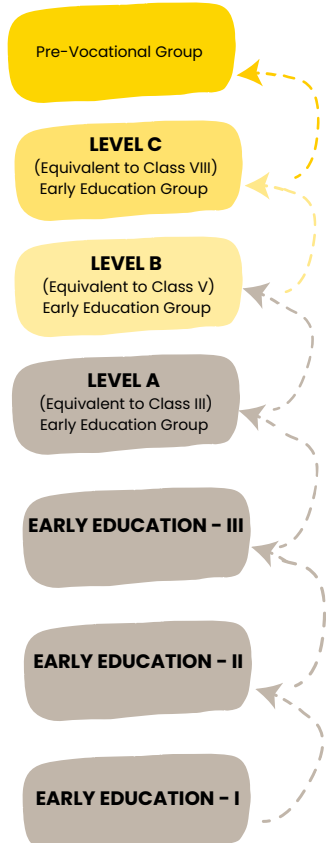 Pre-Vocational Group
LEVEL C
(Equivalent to Class VIII)
Early Education Group
LEVEL B
(Equivalent to Class V)
Early Education Group
LEVEL A
(Equivalent to Class III)
Early Education Group
EARLY EDUCATION - III
EARLY EDUCATION - II
EARLY EDUCATION - I